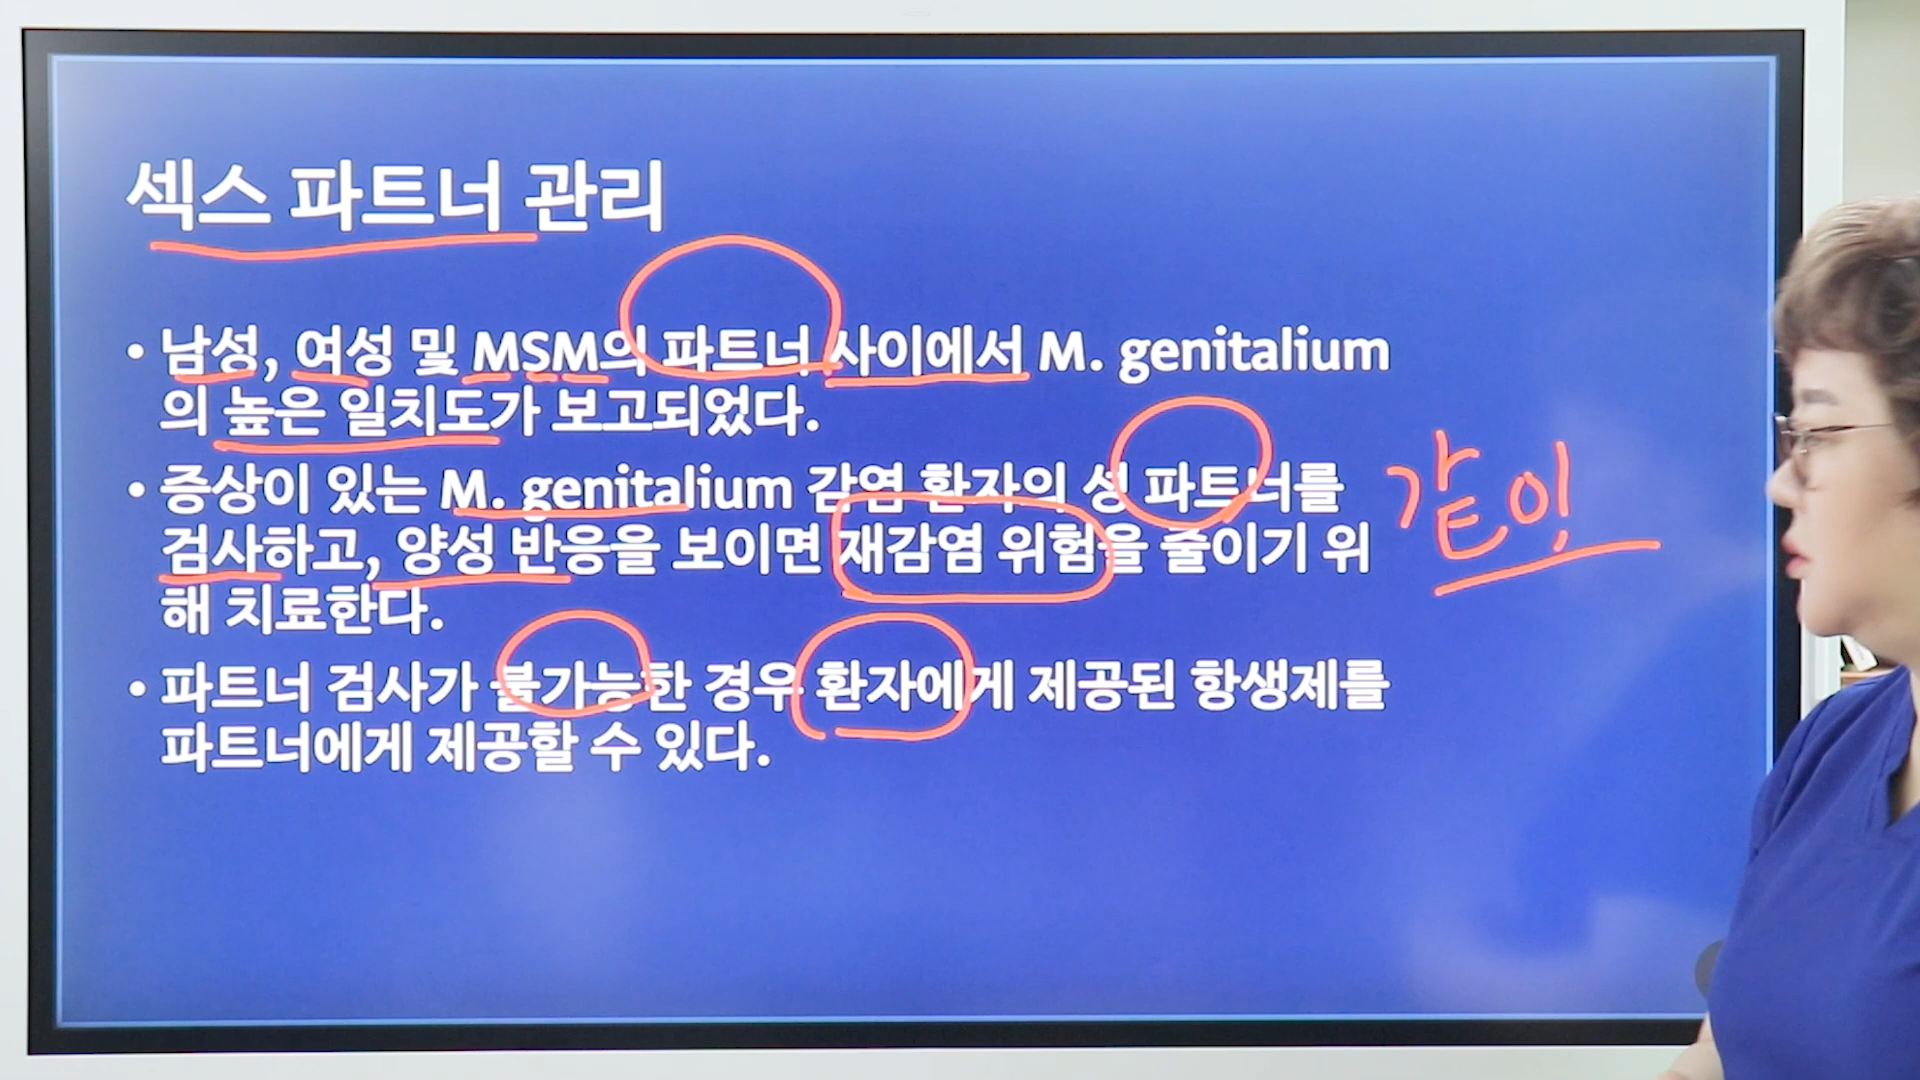 섹스 파트너 관리
• 남성, 여성 및 MSM의 파트너 사이에서 M. genitalium
의 높은 일치도가 보고되었다.
• 증상이 있는 M. genitalium 감염 환자의 성 파트너를
검사하고, 양성 반응을 보이면 재감염 위험을 줄이기 위
해 치료한다.
같이!
• 파트너 검사가 불가능한 경우 환자에게 제공된 항생제를
파트너에게 제공할 수 있다.